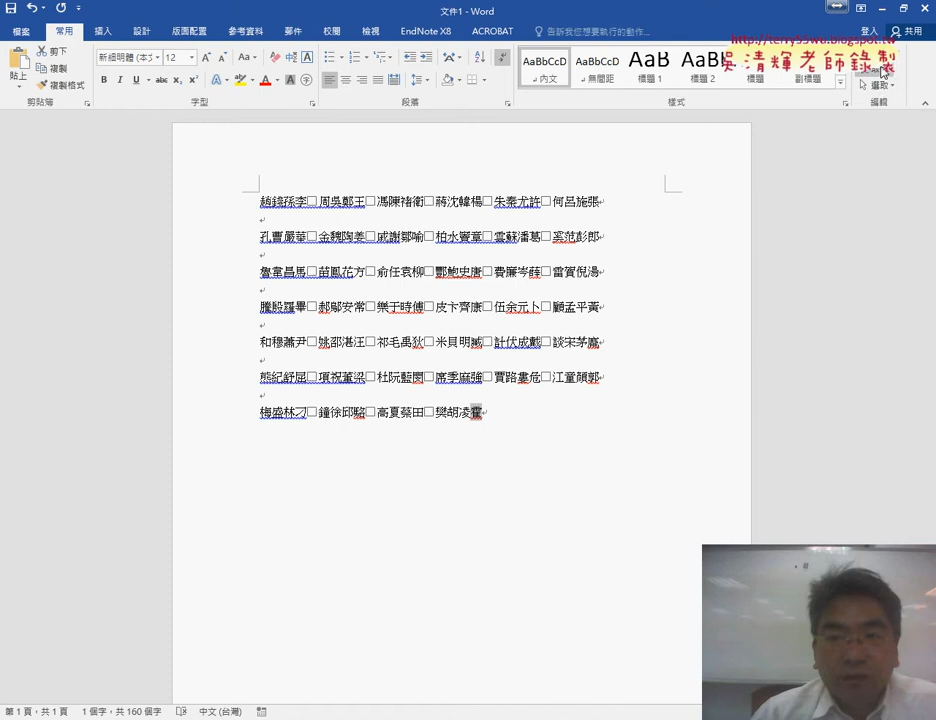 文件1 - Word
檔案 常用 插入 設計 版面配置 參考資料 郵件 校閱 檢視 EndNote X8 ACROBAT 告訴我您想要執行的動作... 登入 共用
http://terry55wu.blogspot.tw
吳清輝老師錄製
貼上 剪下 複製 複製格式
新細明體 (本文 12
AaBbCcD AaBbCcD AaB AaBb
內文 無間距 標題 1 標題 2 標題 副標題
選取
剪貼簿 字型 段落 樣式 編輯
趙錢孫李□周吳鄭王□馮陳褚衛□蔣沈韓楊□朱秦尤許□何呂施張
孔曹嚴華□金魏陶姜□戚謝鄒喻□柏水竇章□雲蘇潘葛□奚范彭郎
魯韋昌馬□苗鳳花方□俞任袁柳□酆鮑史唐□費廉岑薛□雷賀倪湯
滕殷羅畢□郝鄔安常□樂于時傅□皮卞齊康□伍余元卜□顧孟平黃
和穆蕭尹□姚邵湛汪□祁毛禹狄□米貝明臧□計伏成戴□談宋茅龐
熊紀舒屈□項祝董梁□杜阮藍閔□席季麻強□賈路婁危□江童顏郭
梅盛林刁□鐘徐邱駱□高夏蔡田□樊胡凌霍
第 1 頁，共 1 頁 1 個字，共 160 個字 中文 (台灣)